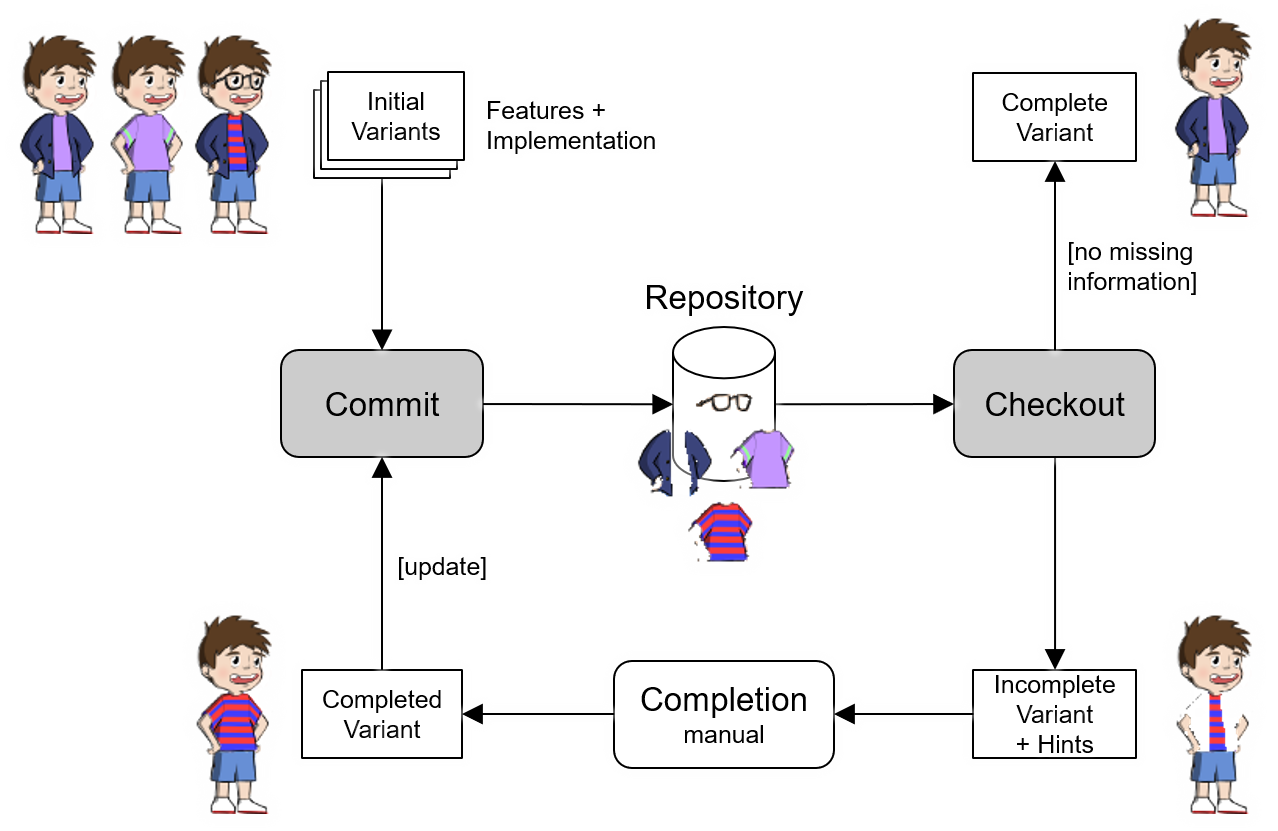 Initial
Variants
Features +
Implementation
Complete
Variant
[no missing
information]
Repository
Commit
Checkout
[update]
Completed
Variant
Completion
manual
Incomplete
Variant
+ Hints